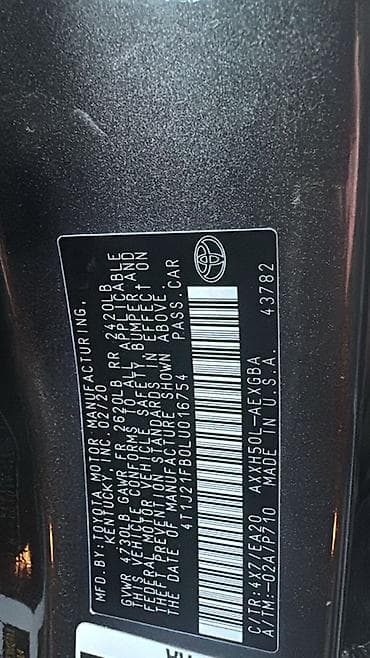 MFD. BY: TOYOTA MOTOR MANUFACTURING,
KENTUCKY, INC. 02/20
GVWR 4730LB GAWR FR 2620LB RR 2420LB
THIS VEHICLE CONFORMS TO ALL APPLICABLE
FEDERAL MOTOR VEHICLE SAFETY, BUMPER AND
THEFT PREVENTION STANDARDS IN EFFECT ON
THE DATE OF MANUFACTURE SHOWN ABOVE.
4T1J21FB0LU016754 PASS. CAR
C/TR: 4X7/EA20 AXXH50L-AEXGBA
A/TM: -02A/P710 MADE IN U.S.A. 43782